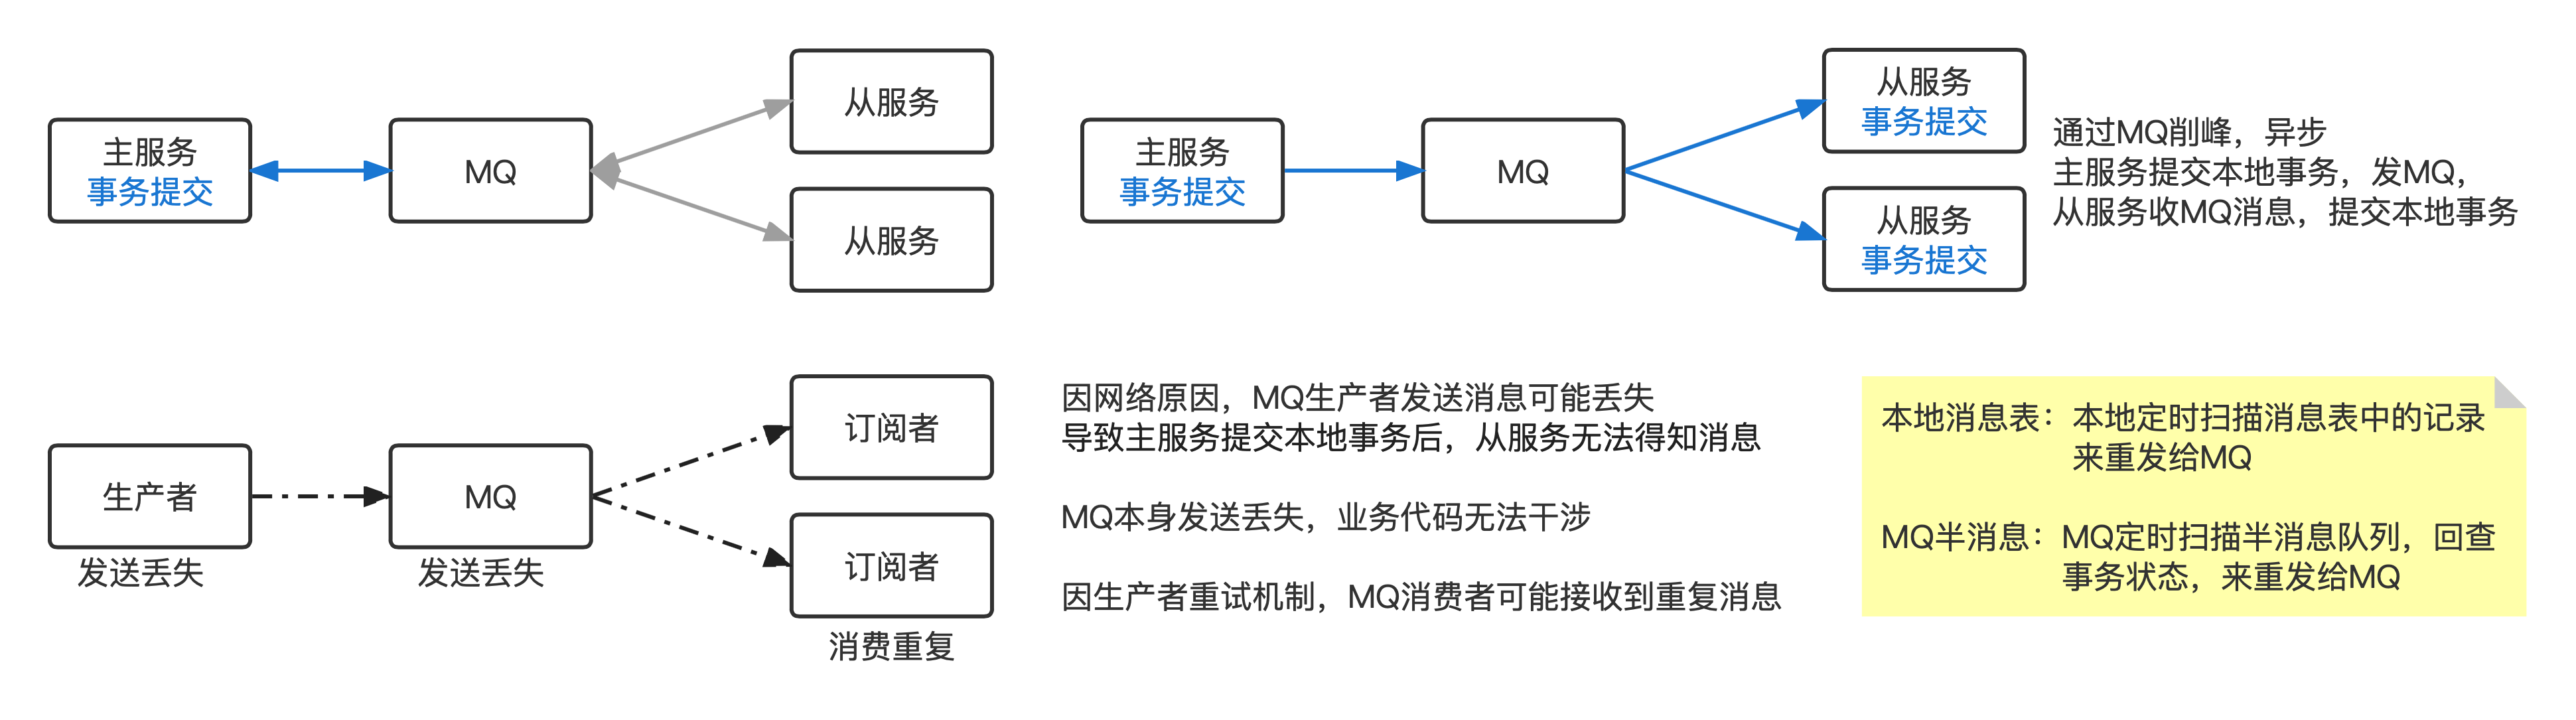 主服务
事务提交
MQ
从服务
从服务
主服务
事务提交
MQ
从服务
事务提交
从服务
事务提交
通过MQ削峰，异步
主服务提交本地事务，发MQ，
从服务收MQ消息，提交本地事务
生产者
发送丢失
MQ
发送丢失
订阅者
订阅者
消费重复
因网络原因，MQ生产者发送消息可能丢失
导致主服务提交本地事务后，从服务无法得知消息
MQ本身发送丢失，业务代码无法干涉
因生产者重试机制，MQ消费者可能接收到重复消息
本地消息表：本地定时扫描消息表中的记录
来重发给MQ
MQ半消息：MQ定时扫描半消息队列，回查
事务状态，来重发给MQ